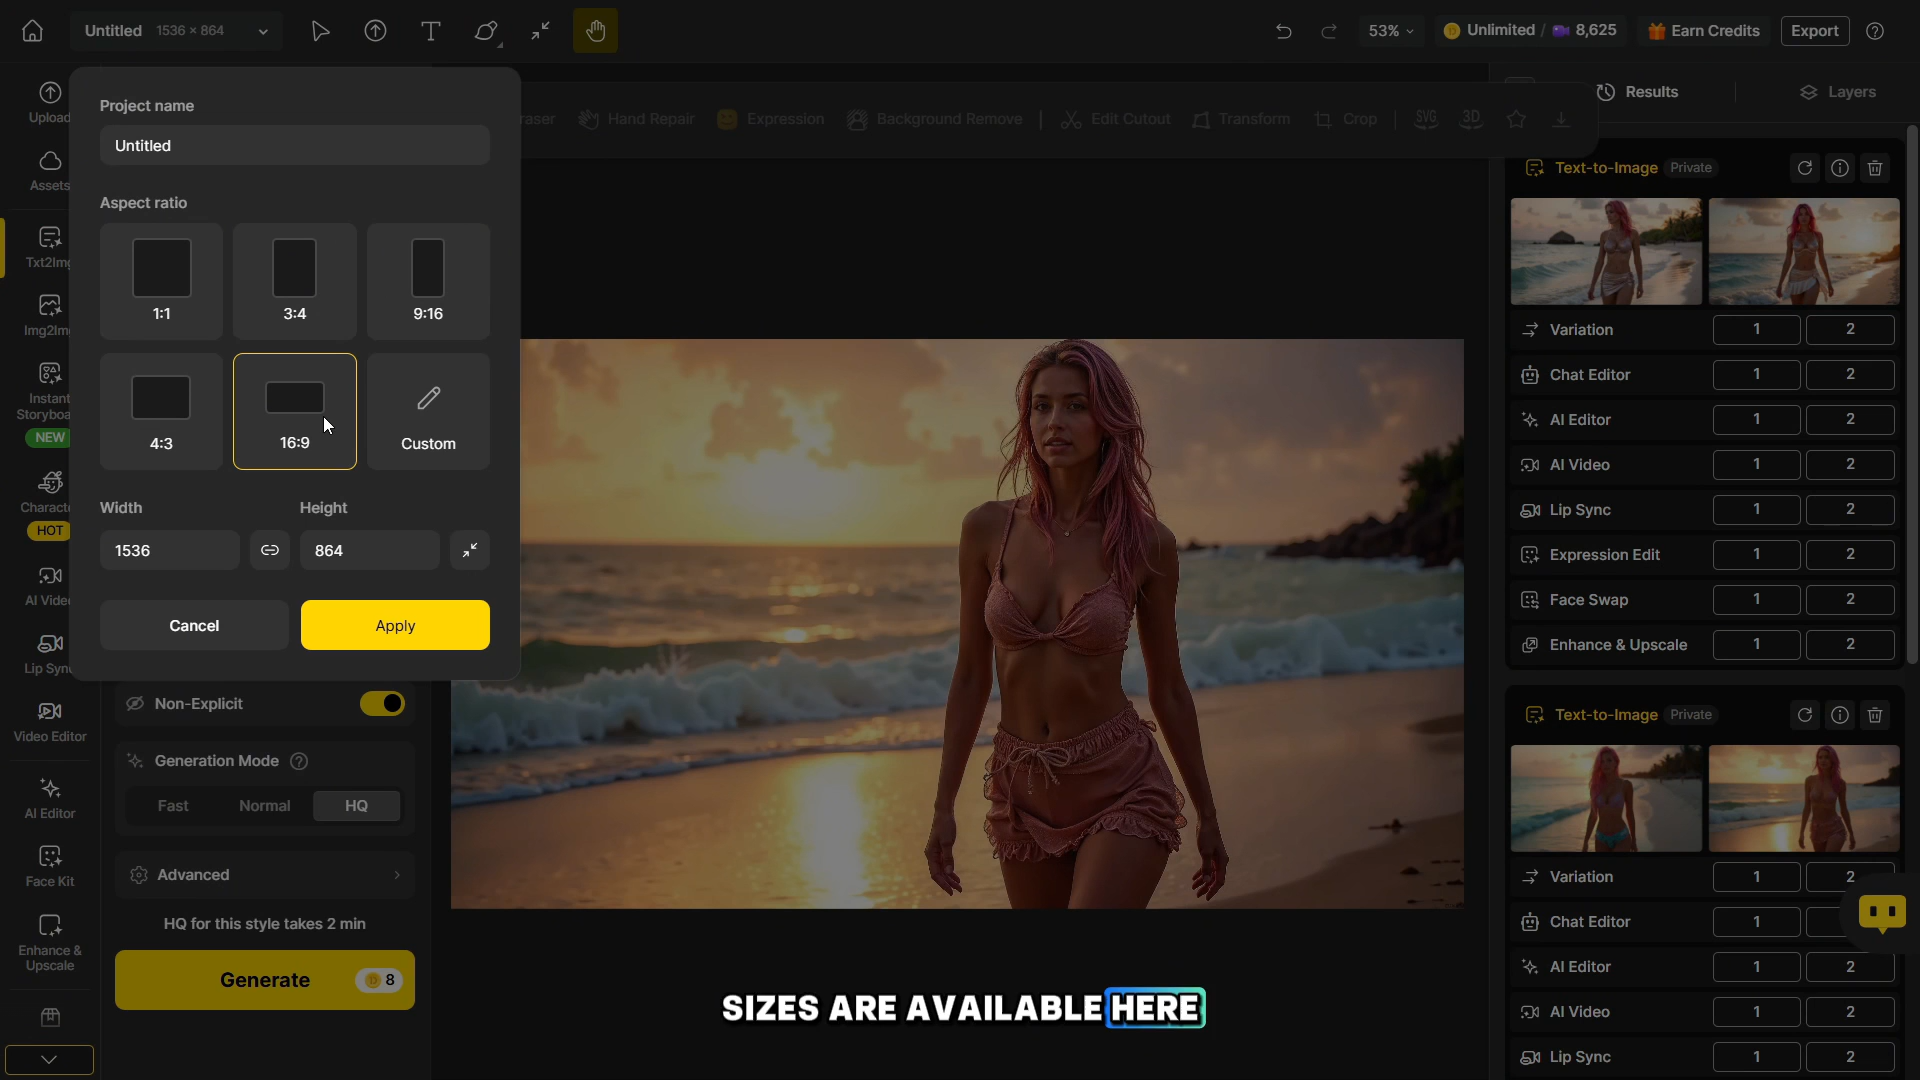 Untitled 1536 × 864
53%
Unlimited / 8,625
Earn Credits
Export
Upload
Assets
Txt2Img
Img2Im
Instant
Storyboa
NEW
Characte
HOT
AI Vide
Lip Sync
Video Editor
AI Editor
Face Kit
Enhance &
Upscale
Project name
Untitled
Aspect ratio
1:1
3:4
9:16
4:3
16:9
Custom
Width
Height
1536
864
Cancel
Apply
Non-Explicit
Generation Mode
Fast Normal HQ
Advanced
HQ for this style takes 2 min
Generate 8
raser
Hand Repair
Expression
Background Remove
Edit Cutout
Transform
Crop
SVG
3D
SIZES ARE AVAILABLE HERE
Results
Layers
Text-to-Image Private
Variation 1 2
Chat Editor 1 2
AI Editor 1 2
AI Video 1 2
Lip Sync 1 2
Expression Edit 1 2
Face Swap 1 2
Enhance & Upscale 1 2
Text-to-Image Private
Variation 1 2
Chat Editor 1
AI Editor 1 2
AI Video 1 2
Lip Sync 1 2